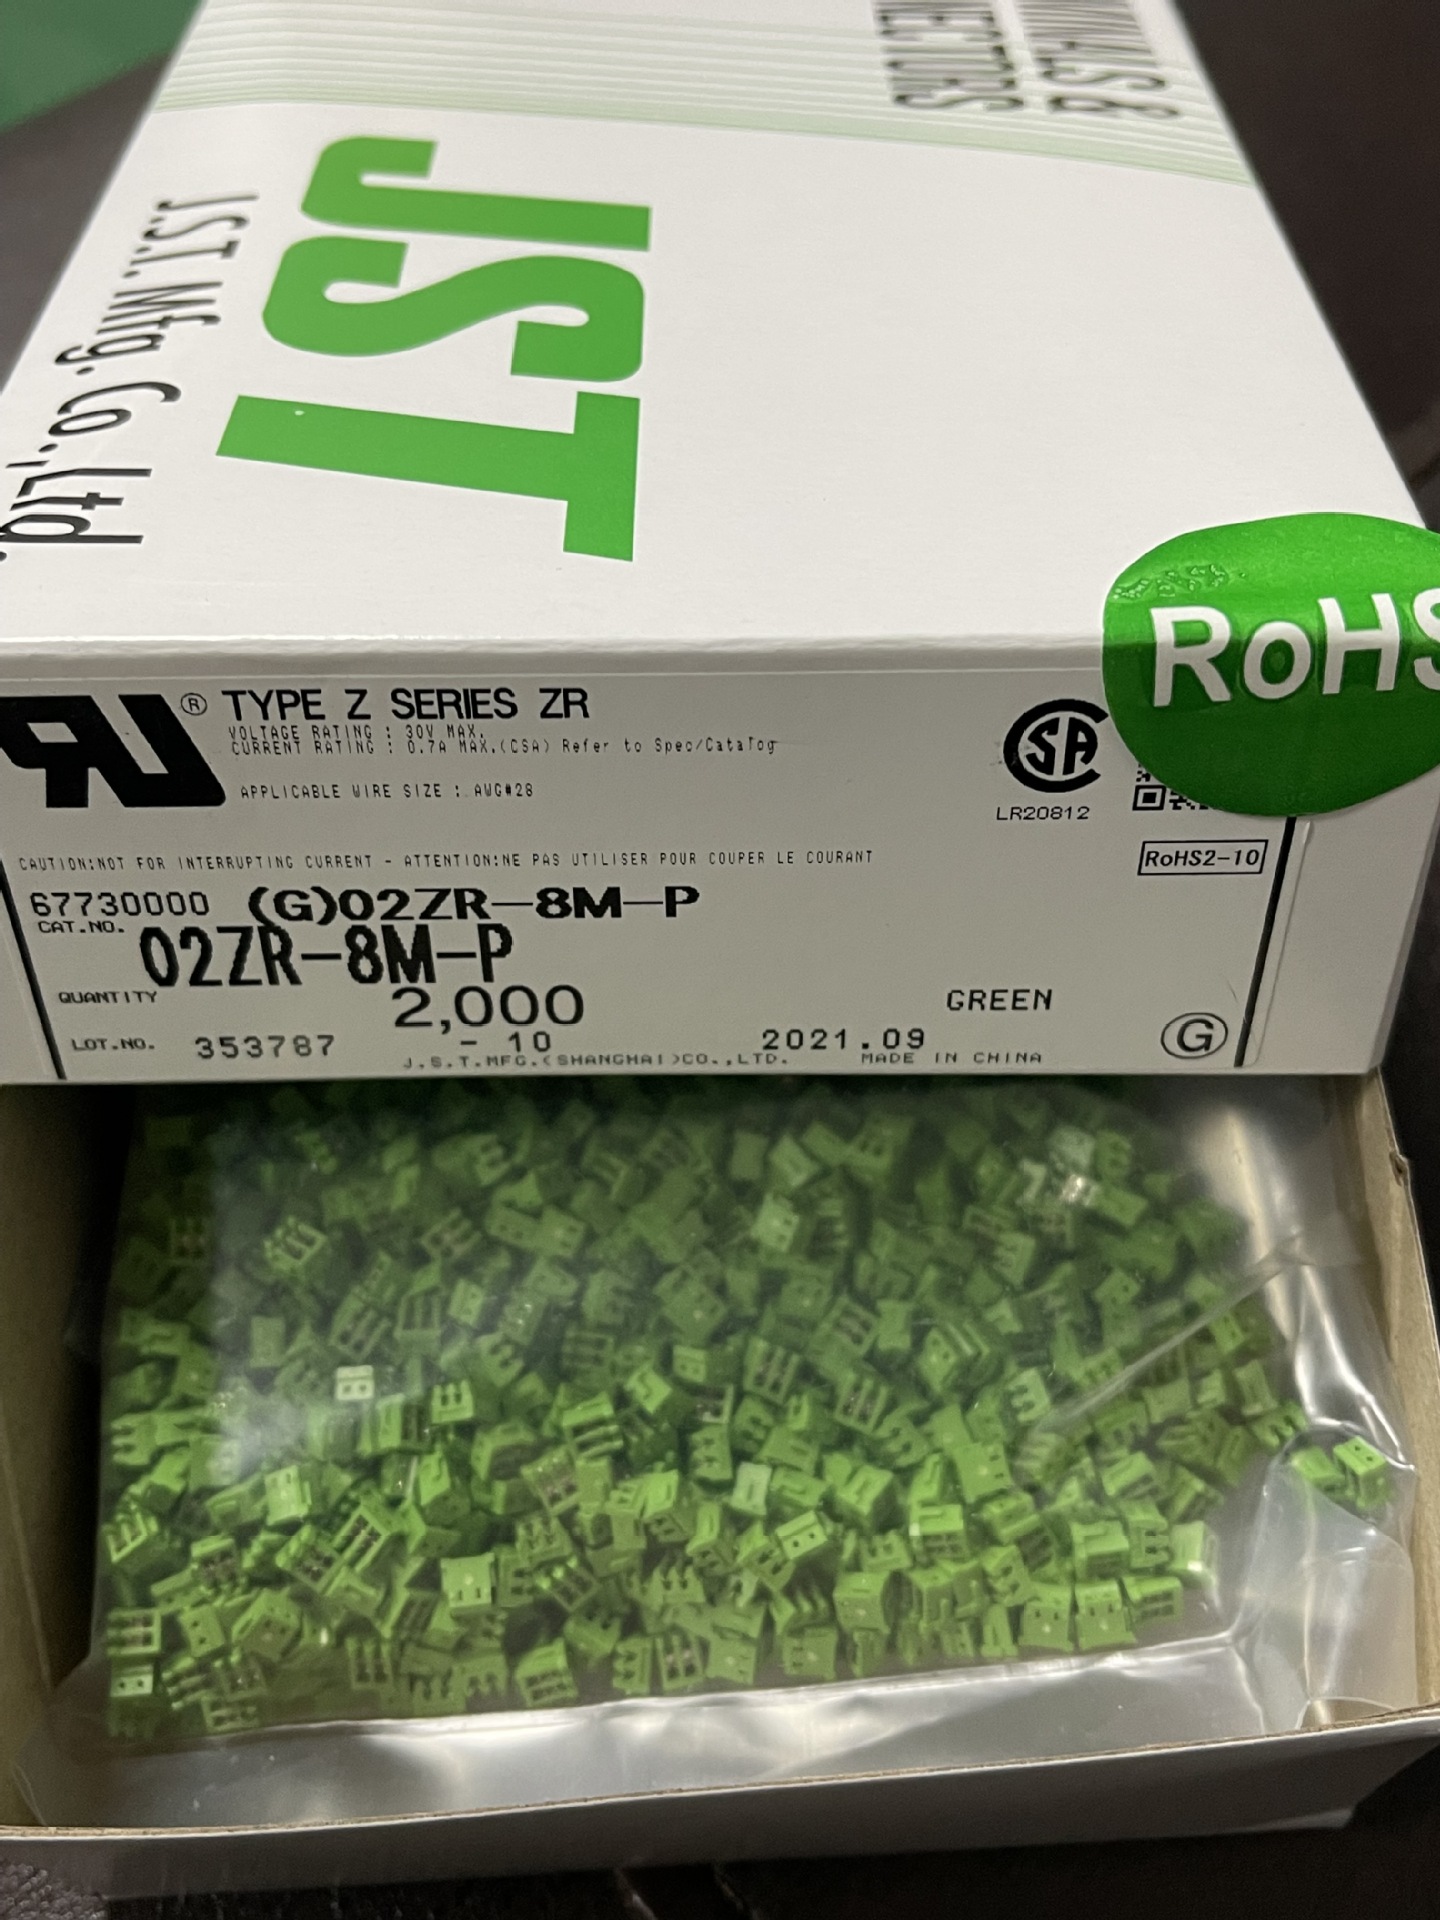 & 
JST
J.S.T. Mfg. Co.,Ltd.
RoHS
® TYPE Z SERIES ZR
VOLTAGE RATING : 30V MAX.
CURRENT RATING : 0.7A MAX.(CSA) Refer to Spec/Catalog
APPLICABLE WIRE SIZE : AWG#28
LR20812
CAUTION:NOT FOR INTERRUPTING CURRENT - ATTENTION:NE PAS UTILISER POUR COUPER LE COURANT
RoHS2-10
67730000 (G)02ZR-8M-P
CAT.NO. 02ZR-8M-P
QUANTITY 2,000 GREEN
LOT.NO. 353787 - 10 2021.09 G
J.S.T.MFG.(SHANGHAI)CO.,LTD. MADE IN CHINA